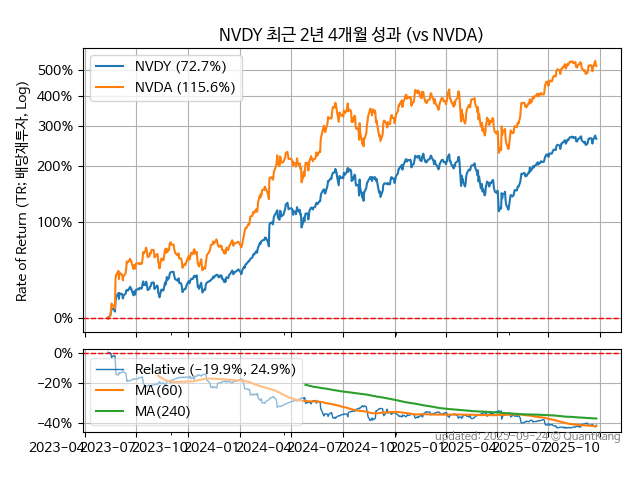 NVDY 최근 2년 4개월 성과 (vs NVDA)
Rate of Return (TR: 배당재투자, Log)
500%
400%
300%
200%
100%
0%
NVDY (72.7%)
NVDA (115.6%)
0%
−20%
−40%
Relative (−19.9%, 24.9%)
MA(60)
MA(240)
updated: 2025-09-24 © QuantKang
2023-04 2023-07 2023-10 2024-01 2024-04 2024-07 2024-10 2025-01 2025-04 2025-07 2025-10